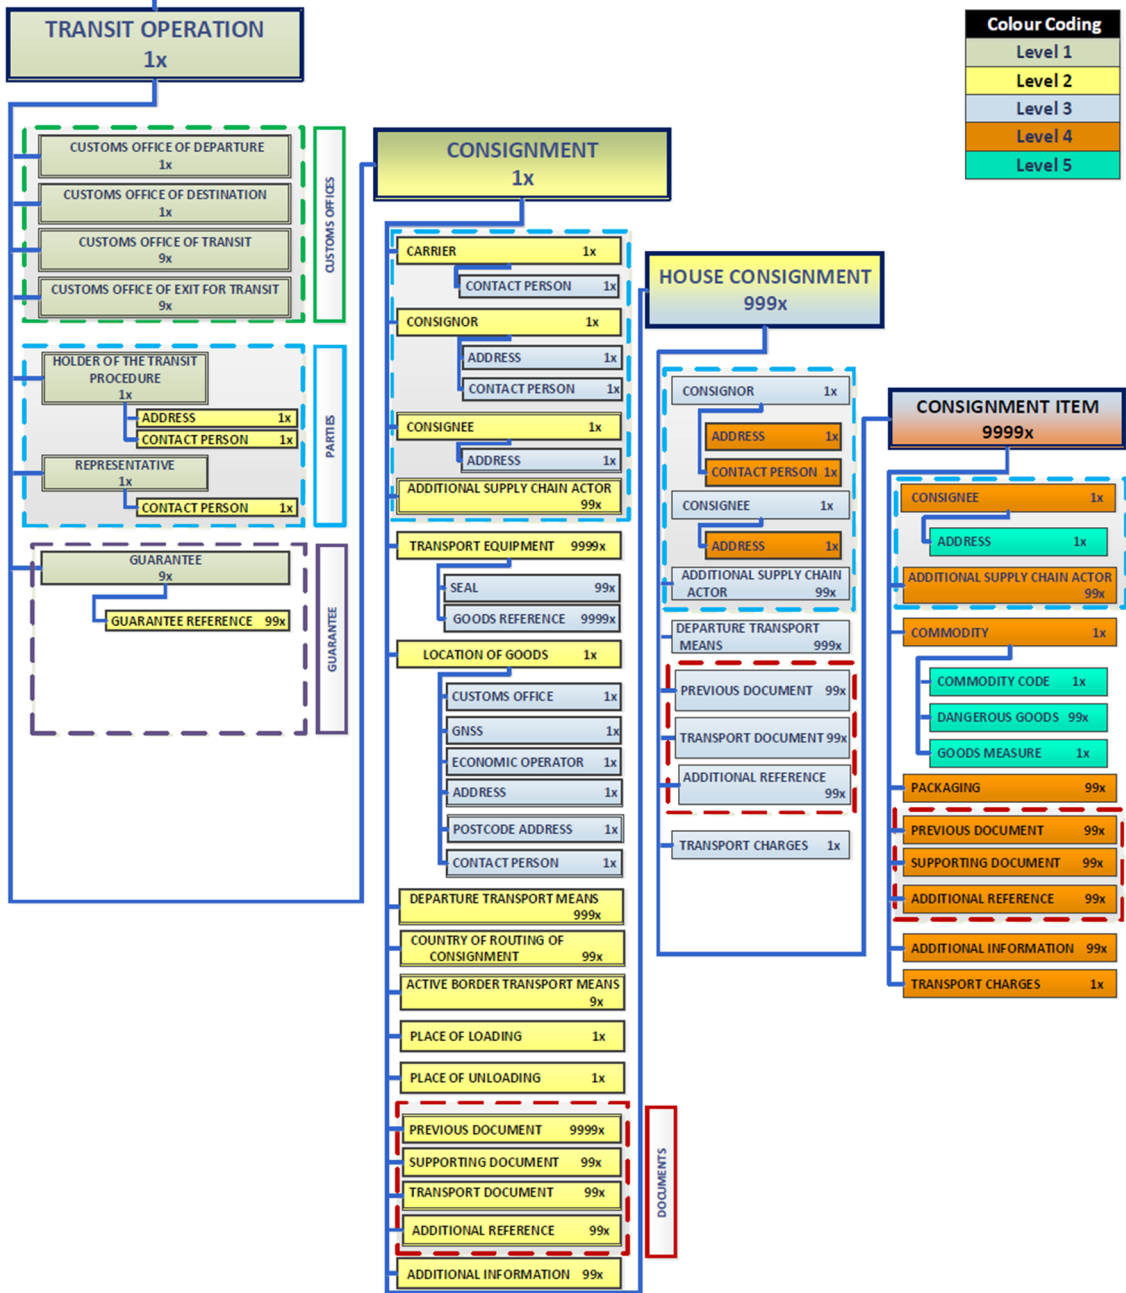 TRANSIT OPERATION
1x
Colour Coding
Level 1
Level 2
Level 3
Level 4
Level 5
CUSTOMS OFFICE OF DEPARTURE
1x
CUSTOMS OFFICE OF DESTINATION
1x
CUSTOMS OFFICE OF TRANSIT
9x
CUSTOMS OFFICE OF EXIT FOR TRANSIT
9x
CUSTOMS OFFICES
HOLDER OF THE TRANSIT
PROCEDURE
1x
ADDRESS 1x
CONTACT PERSON 1x
REPRESENTATIVE
1x
CONTACT PERSON 1x
PARTIES
GUARANTEE
9x
GUARANTEE REFERENCE 99x
GUARANTEE
CONSIGNMENT
1x
CARRIER 1x
CONTACT PERSON 1x
CONSIGNOR 1x
ADDRESS 1x
CONTACT PERSON 1x
CONSIGNEE 1x
ADDRESS 1x
ADDITIONAL SUPPLY CHAIN ACTOR
99x
TRANSPORT EQUIPMENT 9999x
SEAL 99x
GOODS REFERENCE 9999x
LOCATION OF GOODS 1x
CUSTOMS OFFICE 1x
GNSS 1x
ECONOMIC OPERATOR 1x
ADDRESS 1x
POSTCODE ADDRESS 1x
CONTACT PERSON 1x
DEPARTURE TRANSPORT MEANS
999x
COUNTRY OF ROUTING OF
CONSIGNMENT 99x
ACTIVE BORDER TRANSPORT MEANS
9x
PLACE OF LOADING 1x
PLACE OF UNLOADING 1x
PREVIOUS DOCUMENT 9999x
SUPPORTING DOCUMENT 99x
TRANSPORT DOCUMENT 99x
ADDITIONAL REFERENCE 99x
DOCUMENTS
ADDITIONAL INFORMATION 99x
HOUSE CONSIGNMENT
999x
CONSIGNOR 1x
ADDRESS 1x
CONTACT PERSON 1x
CONSIGNEE 1x
ADDRESS 1x
ADDITIONAL SUPPLY CHAIN
ACTOR 99x
DEPARTURE TRANSPORT
MEANS 999x
PREVIOUS DOCUMENT 99x
TRANSPORT DOCUMENT 99x
ADDITIONAL REFERENCE
99x
TRANSPORT CHARGES 1x
CONSIGNMENT ITEM
9999x
CONSIGNEE 1x
ADDRESS 1x
ADDITIONAL SUPPLY CHAIN ACTOR
99x
COMMODITY 1x
COMMODITY CODE 1x
DANGEROUS GOODS 99x
GOODS MEASURE 1x
PACKAGING 99x
PREVIOUS DOCUMENT 99x
SUPPORTING DOCUMENT 99x
ADDITIONAL REFERENCE 99x
ADDITIONAL INFORMATION 99x
TRANSPORT CHARGES 1x